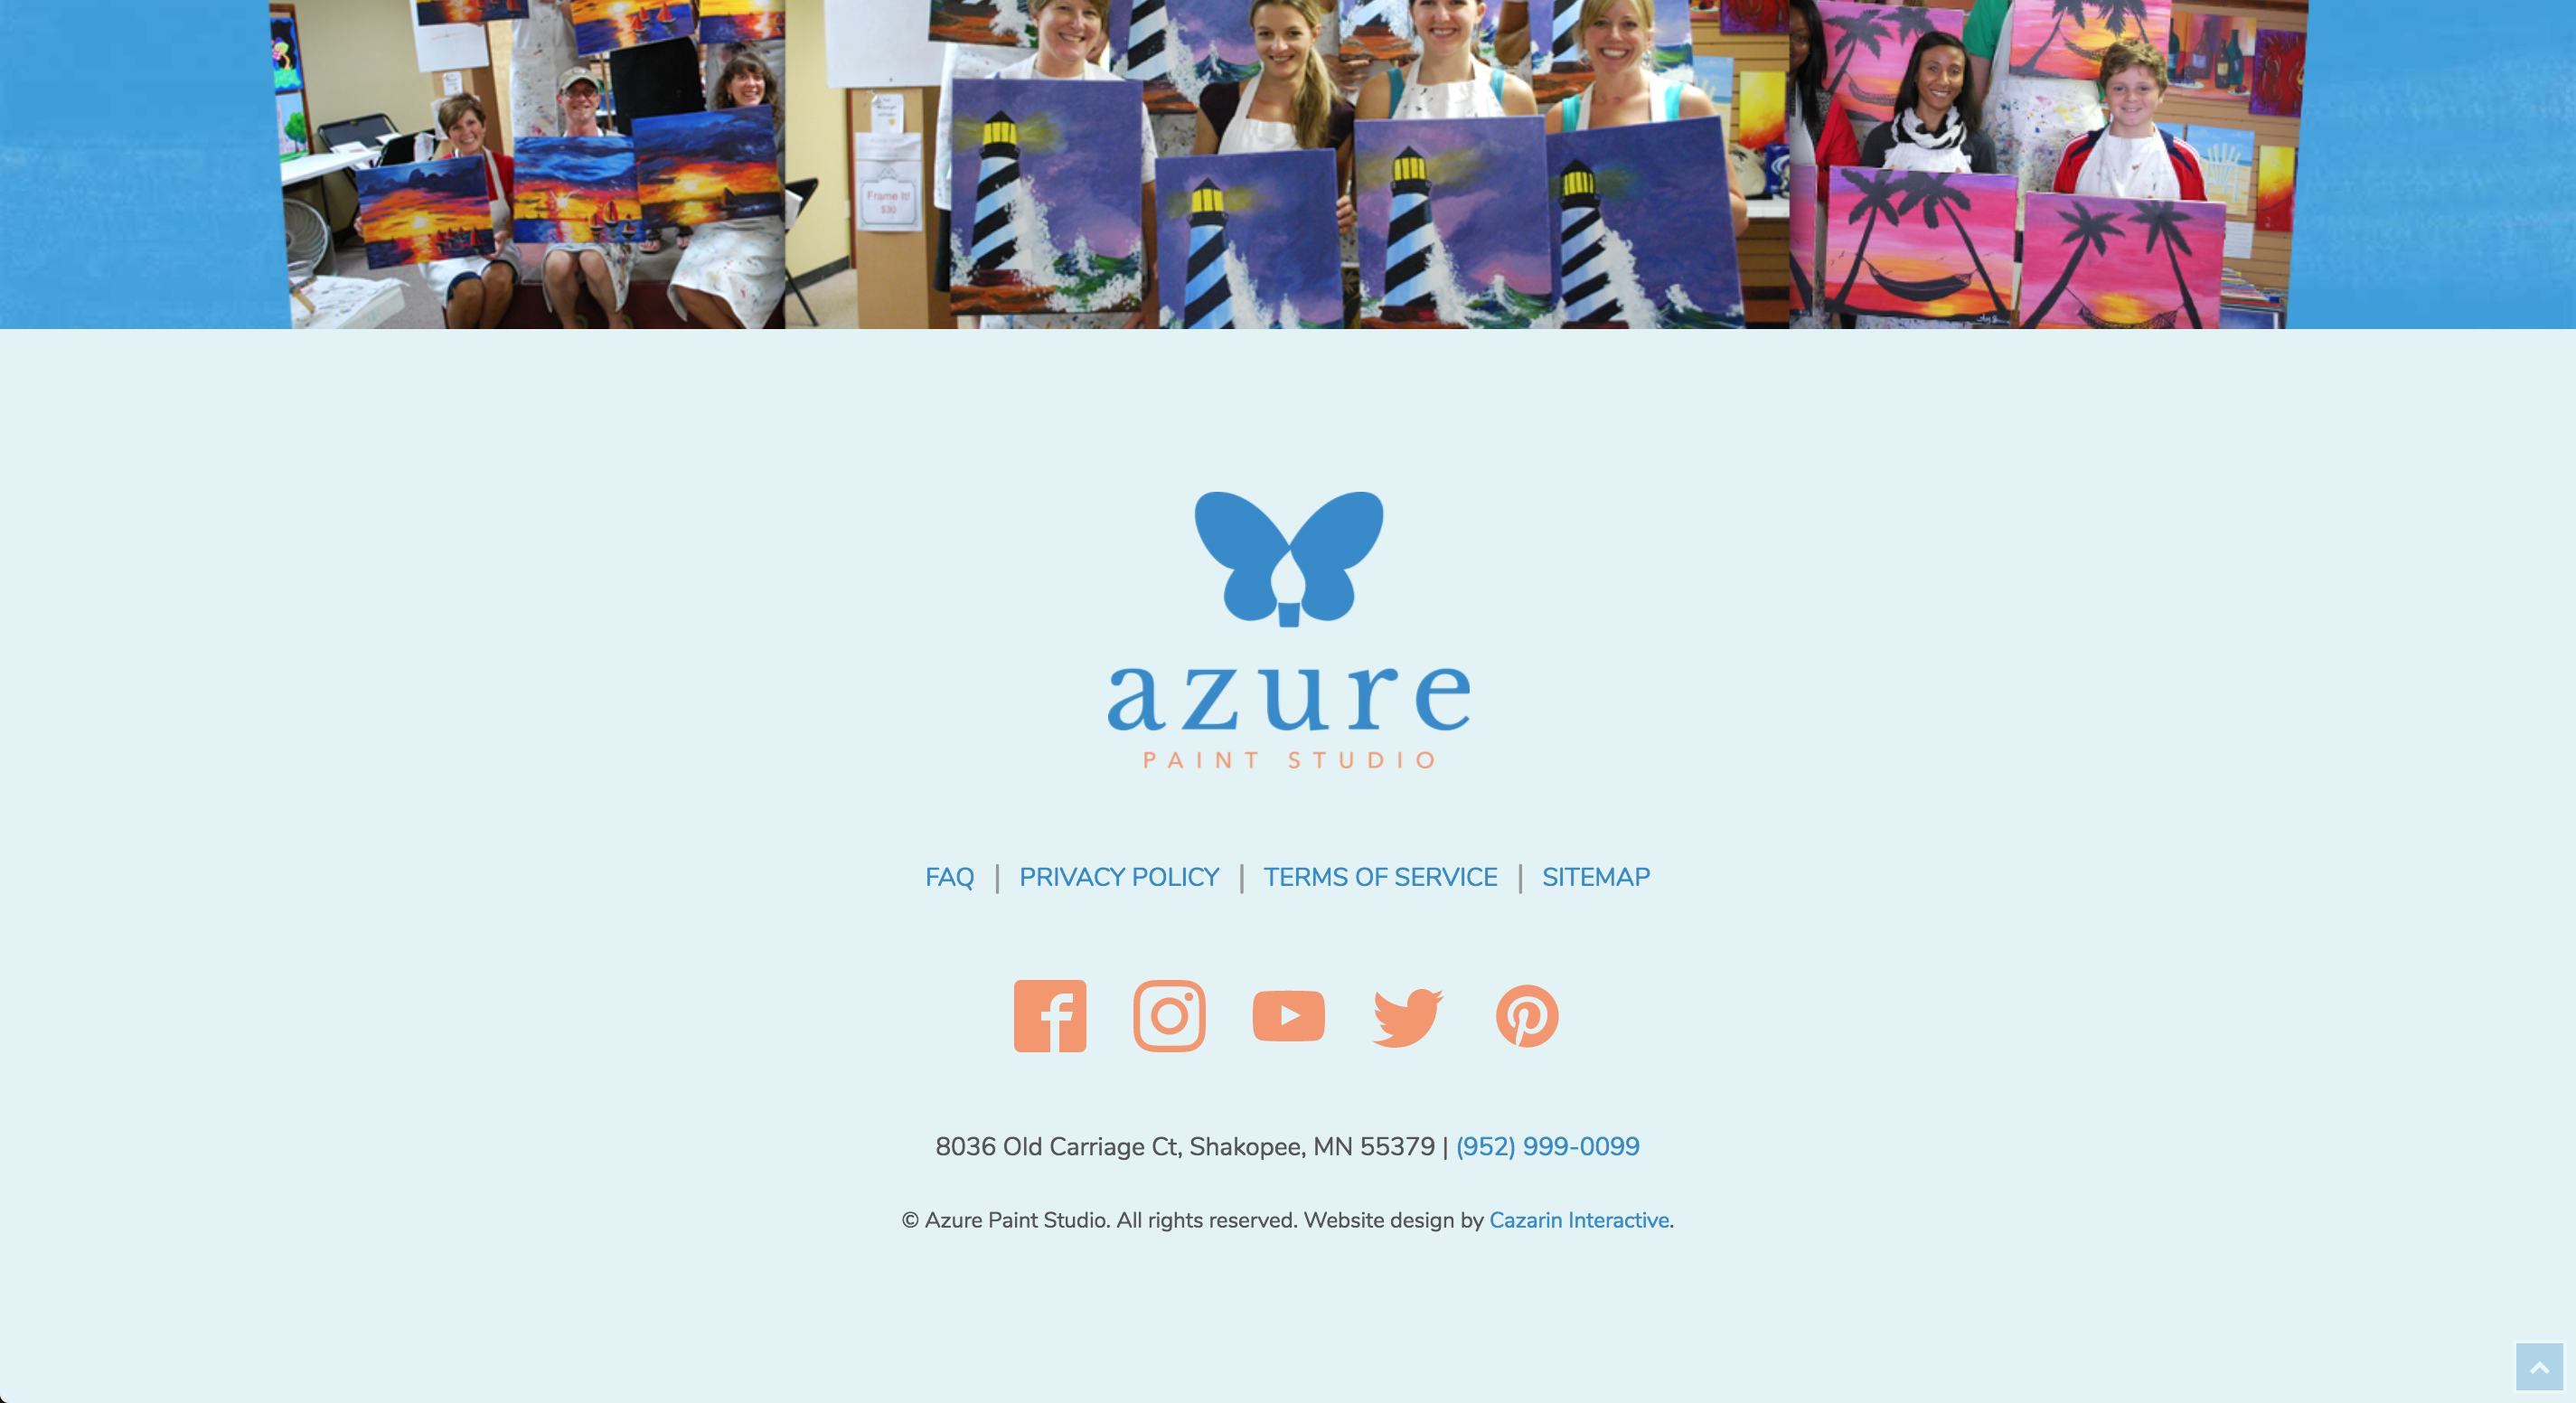 Frame It!
$30
azure
PAINT STUDIO
FAQ | PRIVACY POLICY | TERMS OF SERVICE | SITEMAP
8036 Old Carriage Ct, Shakopee, MN 55379 | (952) 999-0099
© Azure Paint Studio. All rights reserved. Website design by Cazarin Interactive.